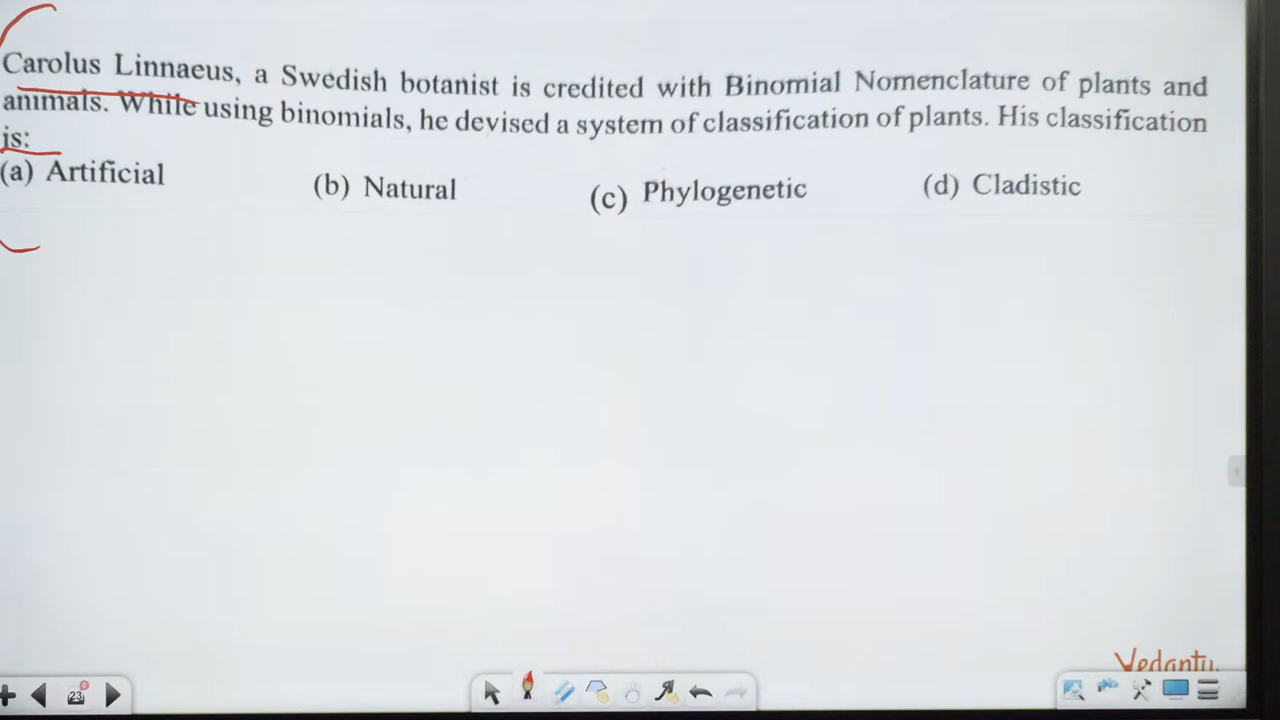 Carolus Linnaeus, a Swedish botanist is credited with Binomial Nomenclature of plants and
animals. While using binomials, he devised a system of classification of plants. His classification
is:
(a) Artificial (b) Natural (c) Phylogenetic (d) Cladistic
Vedantu
23